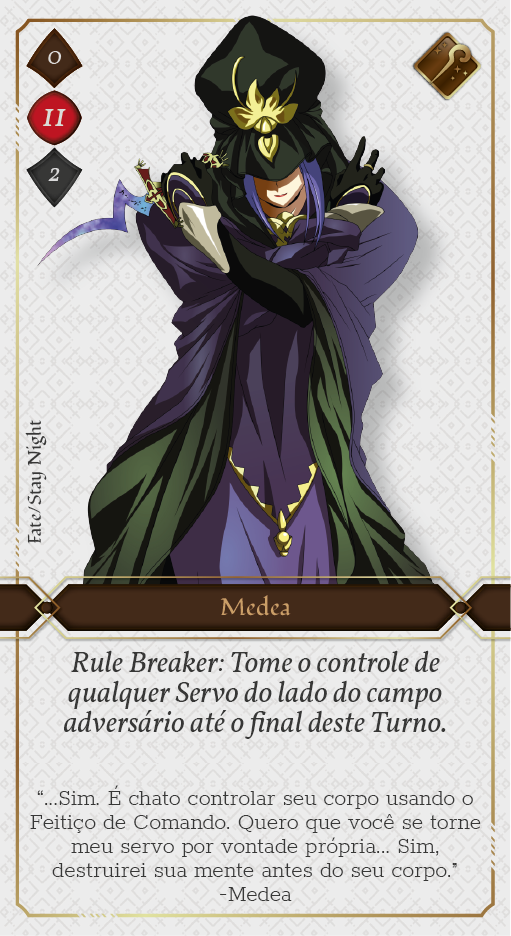 0
II
2
Fate/Stay Night
Medea
Rule Breaker: Tome o controle de
qualquer Servo do lado do campo
adversário até o final deste Turno.
“...Sim. É chato controlar seu corpo usando o
Feitiço de Comando. Quero que você se torne
meu servo por vontade própria... Sim,
destruirei sua mente antes do seu corpo.”
-Medea